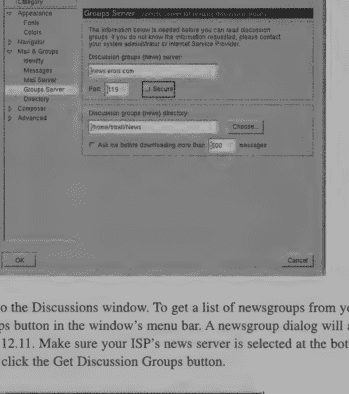 Category
Appearance
Groups Server
Fonts
Colors
Navigator
Mail & Groups
Identity
Messages
Mail Server
Groups Server
Directory
Composer
Advanced
The information below is needed before you can read discussion
groups. If you do not know the information requested, please contact
your system administrator or Internet Service Provider.
Discussion groups (news) server:
Port: 119 Secure
Discussion groups (news) directory:
Choose...
Ask me before downloading more than 500 messages
OK Cancel
o the Discussions window. To get a list of newsgroups from y
ps button in the window's menu bar. A newsgroup dialog will a
12.11. Make sure your ISP's news server is selected at the bot
click the Get Discussion Groups button.